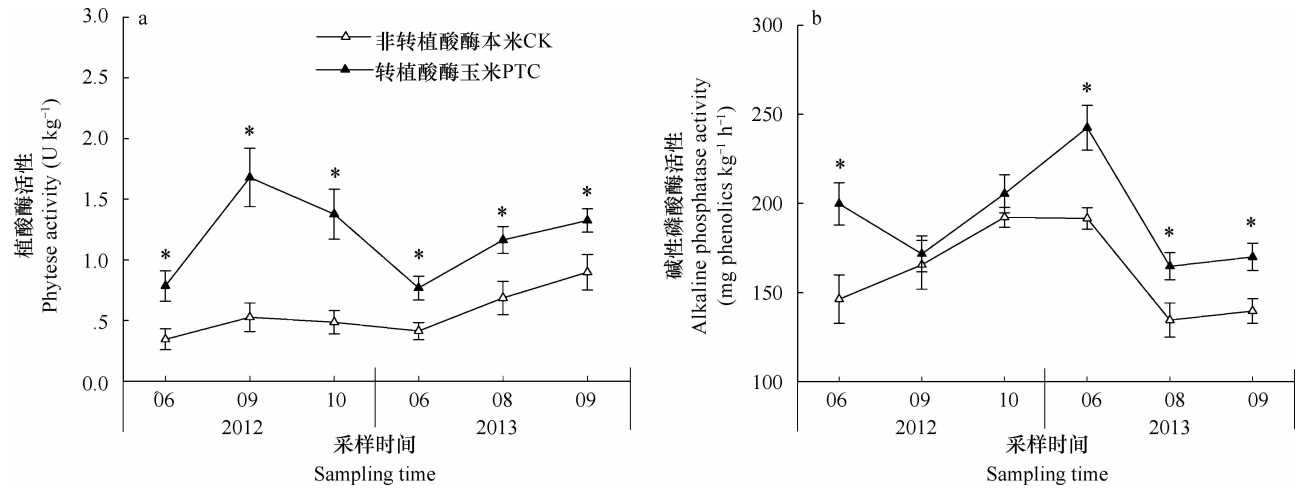 a
非转植酸酶本米CK
转植酸酶玉米PTC
植酸酶活性
Phytese activity (U kg⁻¹)
3.0
2.5
2.0
1.5
1.0
.5
0.0
* * * * * *
06 09 10 06 08 09
2012 2013
采样时间
Sampling time
b
碱性磷酸酶活性
Alkaline phosphatase activity
(mg phenolics kg⁻¹ h⁻¹)
300
250
200
150
100
* * * *
06 09 10 06 08 09
2012 2013
采样时间
Sampling time